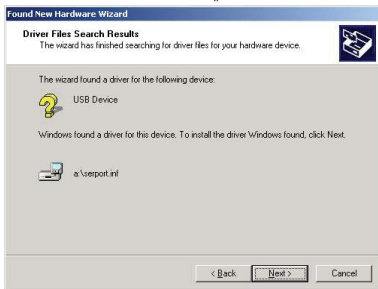 Found New Hardware Wizard
Driver Files Search Results
The wizard has finished searching for driver files for your hardware device.
The wizard found a driver for the following device:
USB Device
Windows found a driver for this device. To install the driver Windows found, click Next.
a:\serport.inf
< Back Next > Cancel